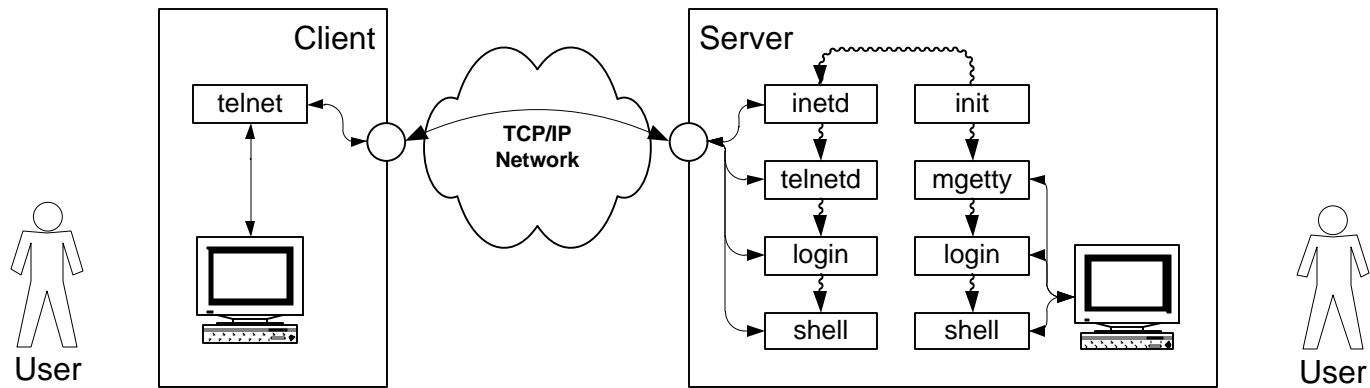 Client
Server
telnet
inetd
init
TCP/IP
Network
telnetd
mgetty
login
login
shell
shell
User
User